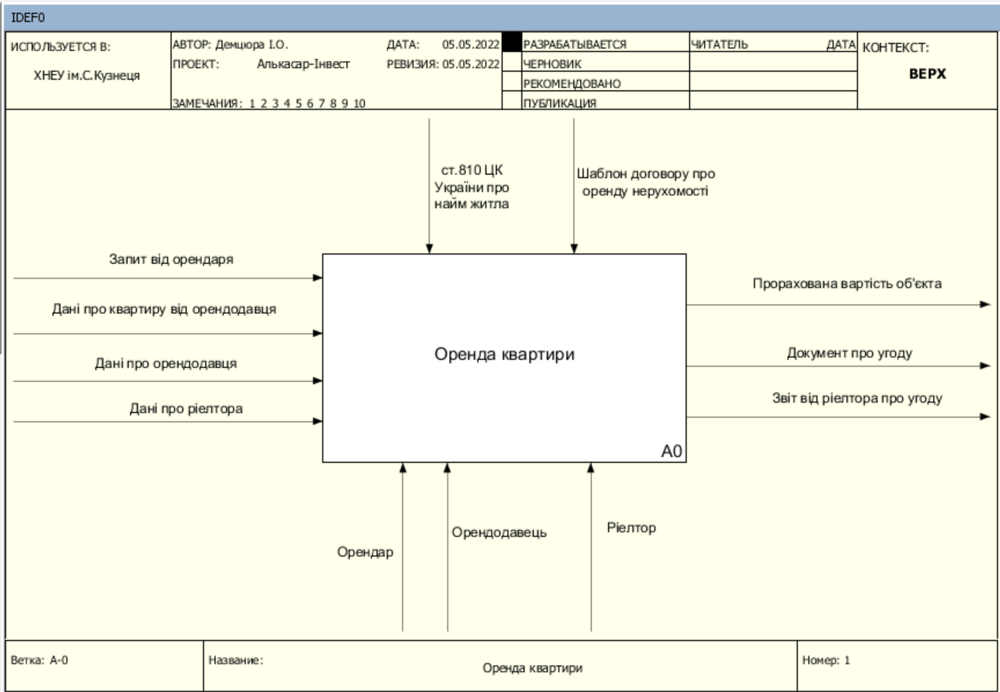 IDEF0
ИСПОЛЬЗУЕТСЯ В:
ХНЕУ ім.С.Кузнеця
АВТОР: Демцюра І.О.
ДАТА: 05.05.2022
ПРОЕКТ: Алькасар-Інвест
РЕВИЗИЯ: 05.05.2022
ЗАМЕЧАНИЯ: 1 2 3 4 5 6 7 8 9 10
РАЗРАБАТЫВАЕТСЯ
ЧЕРНОВИК
РЕКОМЕНДОВАНО
ПУБЛИКАЦИЯ
ЧИТАТЕЛЬ
ДАТА
КОНТЕКСТ:
ВЕРХ
ст.810 ЦК
України про
найм житла
Шаблон договору про
оренду нерухомості
Запит від орендаря
Дані про квартиру від орендодавця
Дані про орендодавця
Дані про ріелтора
Оренда квартири
A0
Прорахована вартість об'єкта
Документ про угоду
Звіт від ріелтора про угоду
Орендар
Орендодавець
Ріелтор
Ветка: A-0
Название:
Оренда квартири
Номер: 1